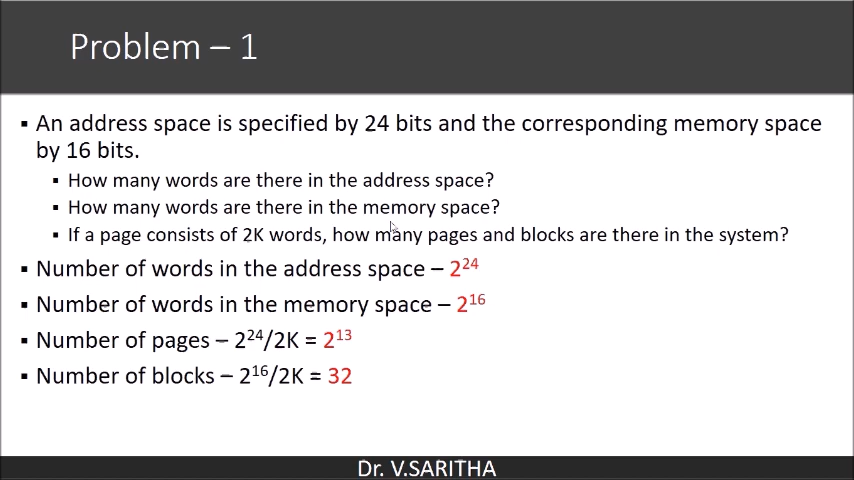 Problem – 1
▪ An address space is specified by 24 bits and the corresponding memory space
by 16 bits.
▪ How many words are there in the address space?
▪ How many words are there in the memory space?
▪ If a page consists of 2K words, how many pages and blocks are there in the system?
▪ Number of words in the address space – 2²⁴
▪ Number of words in the memory space – 2¹⁶
▪ Number of pages – 2²⁴/2K = 2¹³
▪ Number of blocks – 2¹⁶/2K = 32
Dr. V.SARITHA